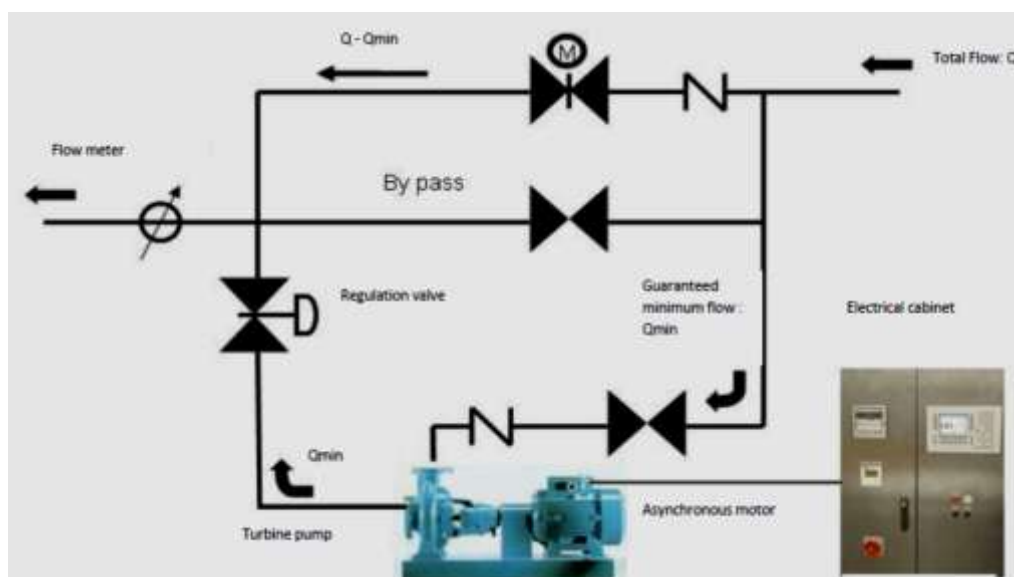 Q - Qmin
M
Total Flow: Q
Flow meter
By pass
Regulation valve
Guaranteed
minimum flow :
Qmin
Electrical cabinet
Qmin
Asynchronous motor
Turbine pump